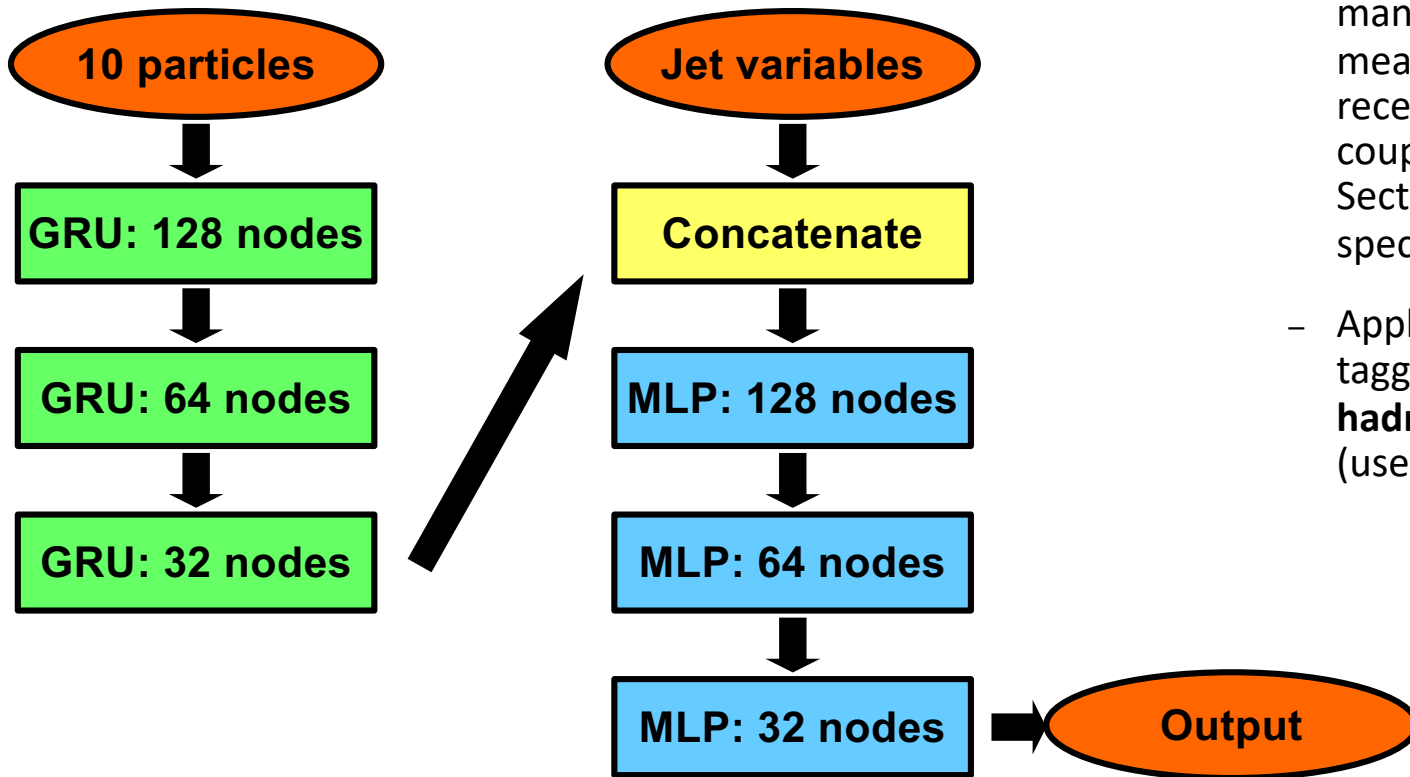 10 particles
GRU: 128 nodes
GRU: 64 nodes
GRU: 32 nodes
Jet variables
Concatenate
MLP: 128 nodes
MLP: 64 nodes
MLP: 32 nodes
Output
man
mea
rece
coup
Sect
spec
– Appl
tagg
hadr
(use